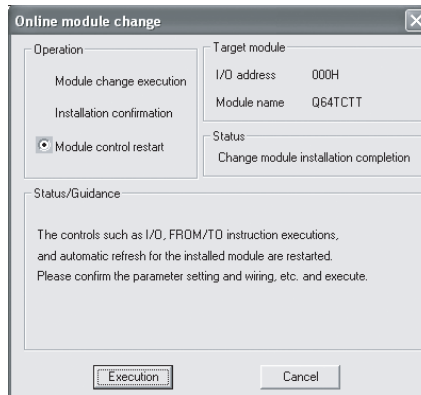 Online module change
Operation
Module change execution
Installation confirmation
Module control restart
Target module
I/O address 000H
Module name Q64TCTT
Status
Change module installation completion
Status/Guidance
The controls such as I/O, FROM/TO instruction executions,
and automatic refresh for the installed module are restarted.
Please confirm the parameter setting and wiring, etc. and execute.
Execution
Cancel